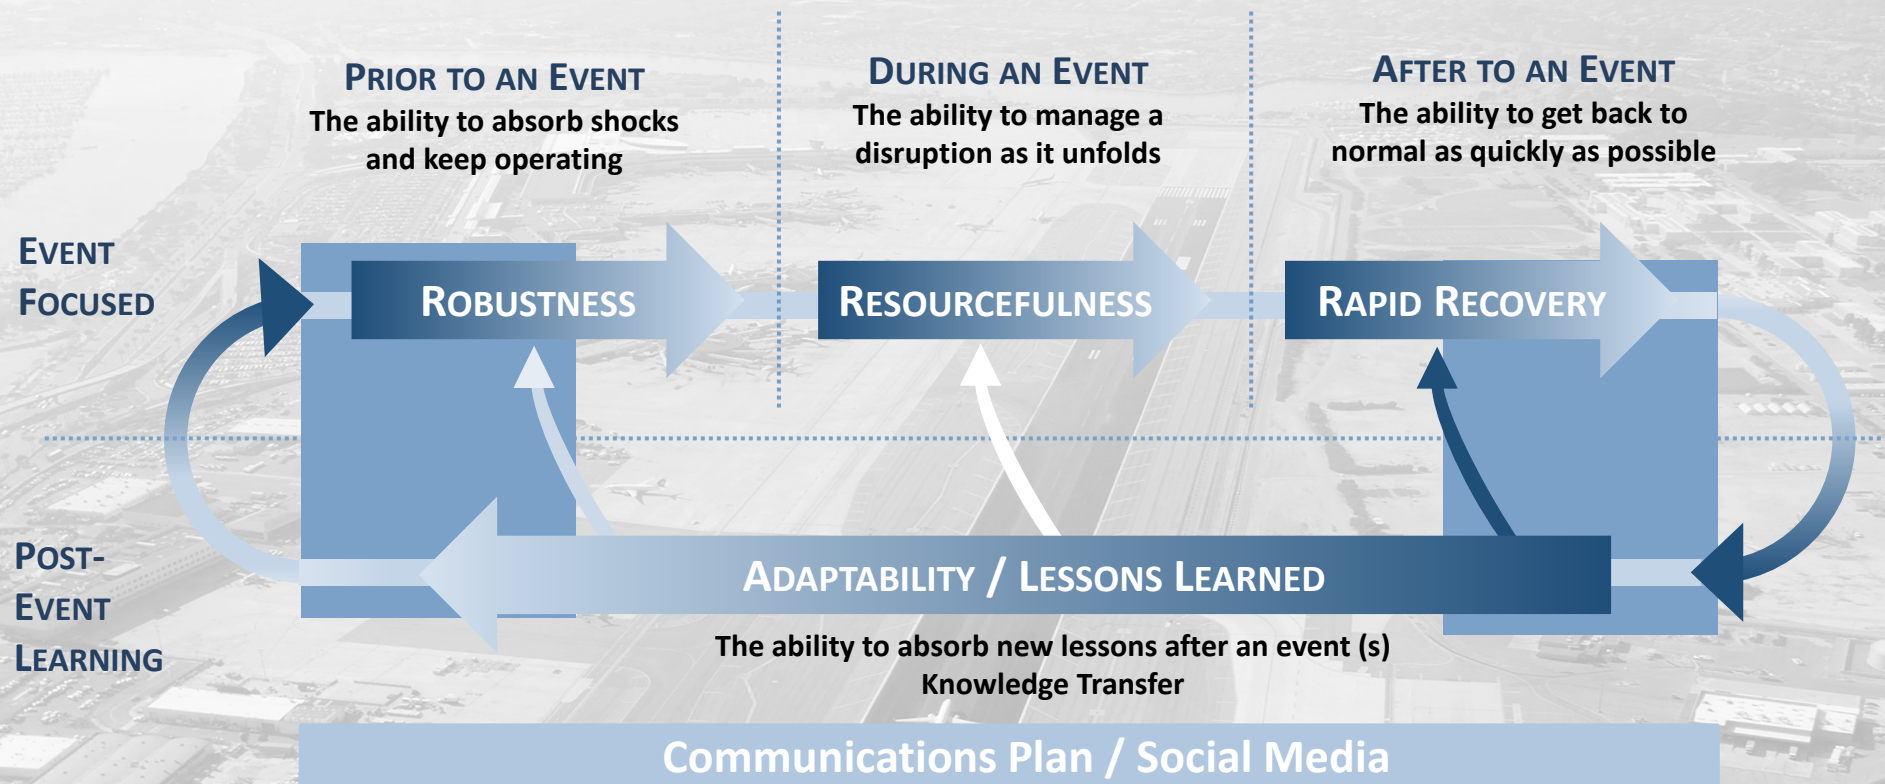 PRIOR TO AN EVENT
The ability to absorb shocks
and keep operating
DURING AN EVENT
The ability to manage a
disruption as it unfolds
AFTER TO AN EVENT
The ability to get back to
normal as quickly as possible
EVENT
FOCUSED
ROBUSTNESS
RESOURCEFULNESS
RAPID RECOVERY
POST-
EVENT
LEARNING
ADAPTABILITY / LESSONS LEARNED
The ability to absorb new lessons after an event (s)
Knowledge Transfer
Communications Plan / Social Media